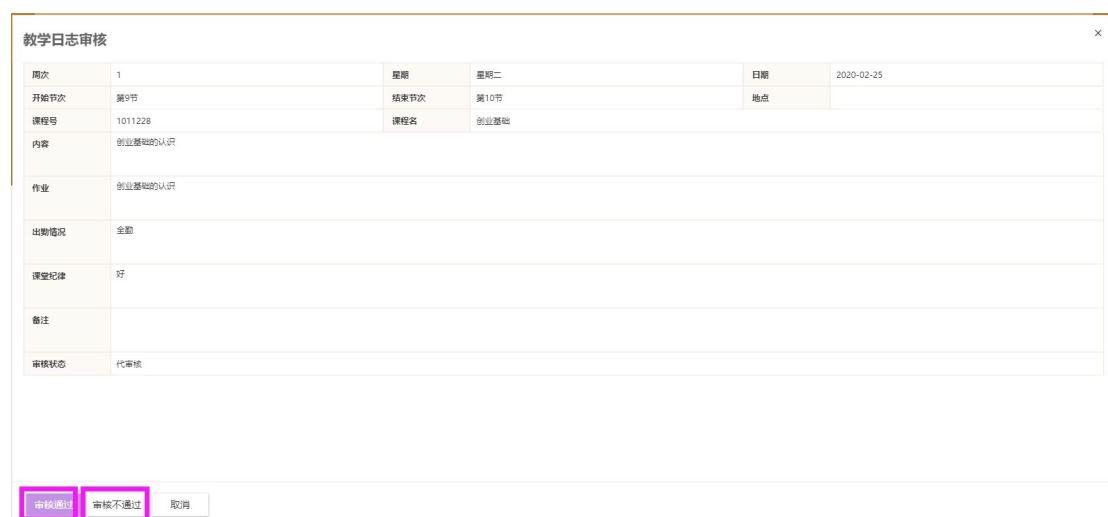 教学日志审核 ×
周次 1 星期 星期二 日期 2020-02-25
开始节次 第9节 结束节次 第10节 地点
课程号 1011228 课程名 创业基础
内容 创业基础的认识
作业 创业基础的认识
出勤情况 全勤
课堂纪律 好
备注
审核状态 代审核
审核通过 审核不通过 取消